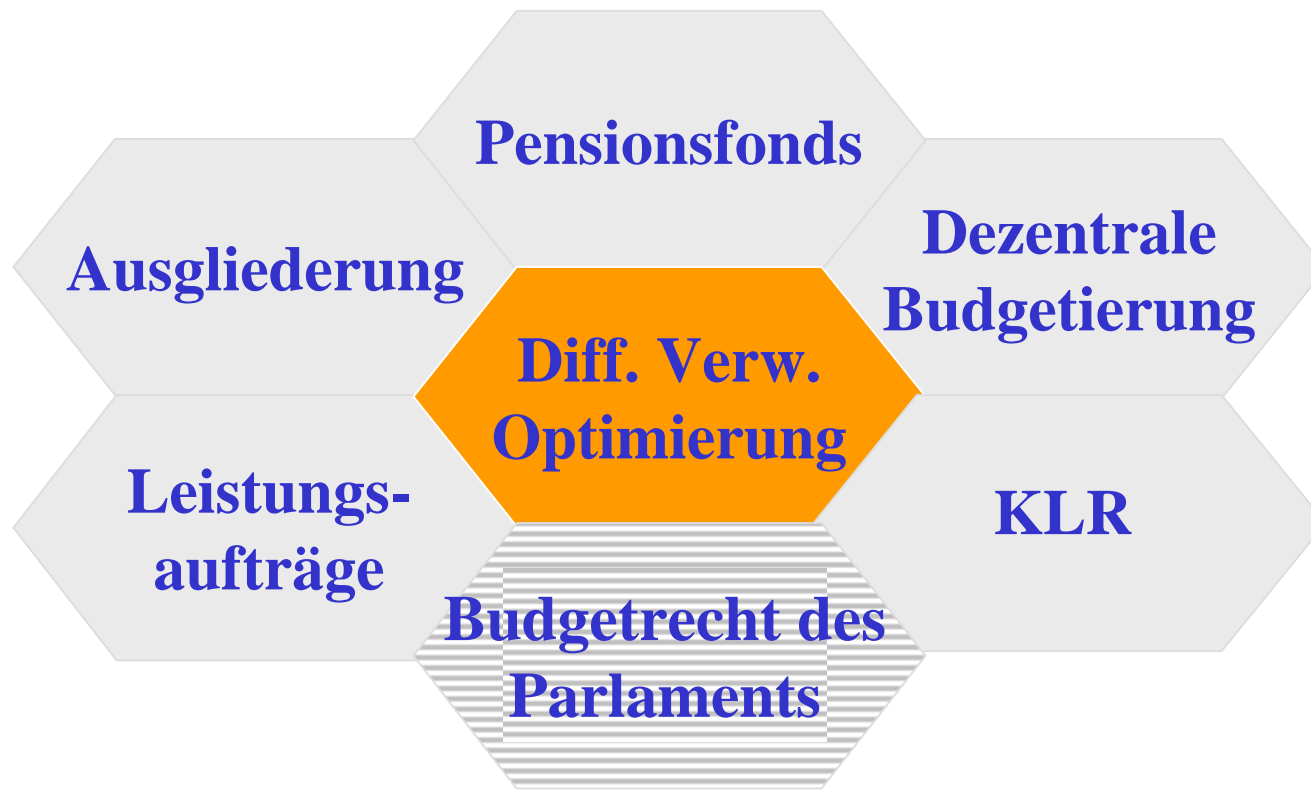 Pensionsfonds
Ausgliederung
Dezentrale
Budgetierung
Diff. Verw.
Optimierung
Leistungs-
aufträge
KLR
Budgetrecht des
Parlaments